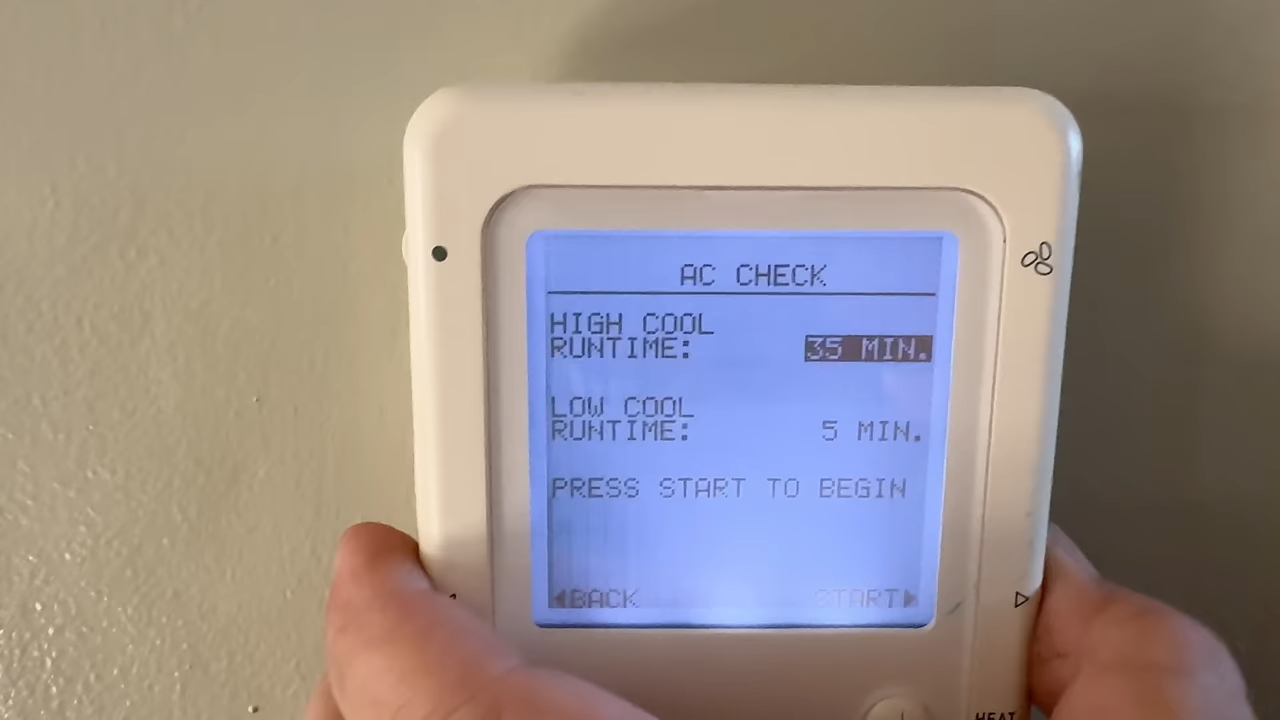 AC CHECK
HIGH COOL
RUNTIME: 35 MIN.
LOW COOL
RUNTIME: 5 MIN.
PRESS START TO BEGIN
◀BACK START▶
HEAT